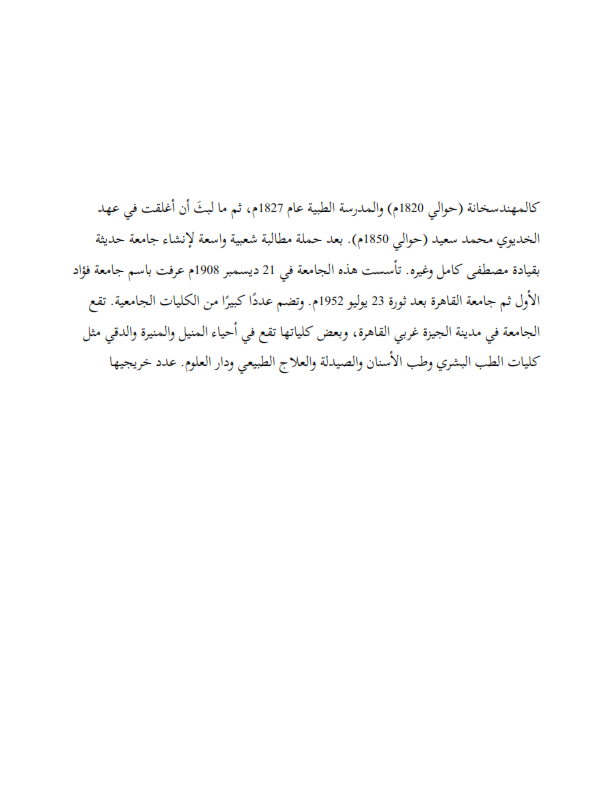 كالمهندسخانة (حوالي 1820م) والمدرسة الطبية عام 1827م، ثم ما لبثَ أن أغلقت في عهد
الخديوي محمد سعيد (حوالي 1850م). بعد حملة مطالبة شعبية واسعة لإنشاء جامعة حديثة
بقيادة مصطفى كامل وغيره. تأسست هذه الجامعة في 21 ديسمبر 1908م عرفت باسم جامعة فؤاد
الأول ثم جامعة القاهرة بعد ثورة 23 يوليو 1952م. وتضم عددًا كبيرًا من الكليات الجامعية. تقع
الجامعة في مدينة الجيزة غربي القاهرة، وبعض كلياتها تقع في أحياء المنيل والمنيرة والدقي مثل
كليات الطب البشري وطب الأسنان والصيدلة والعلاج الطبيعي ودار العلوم. عدد خريجيها